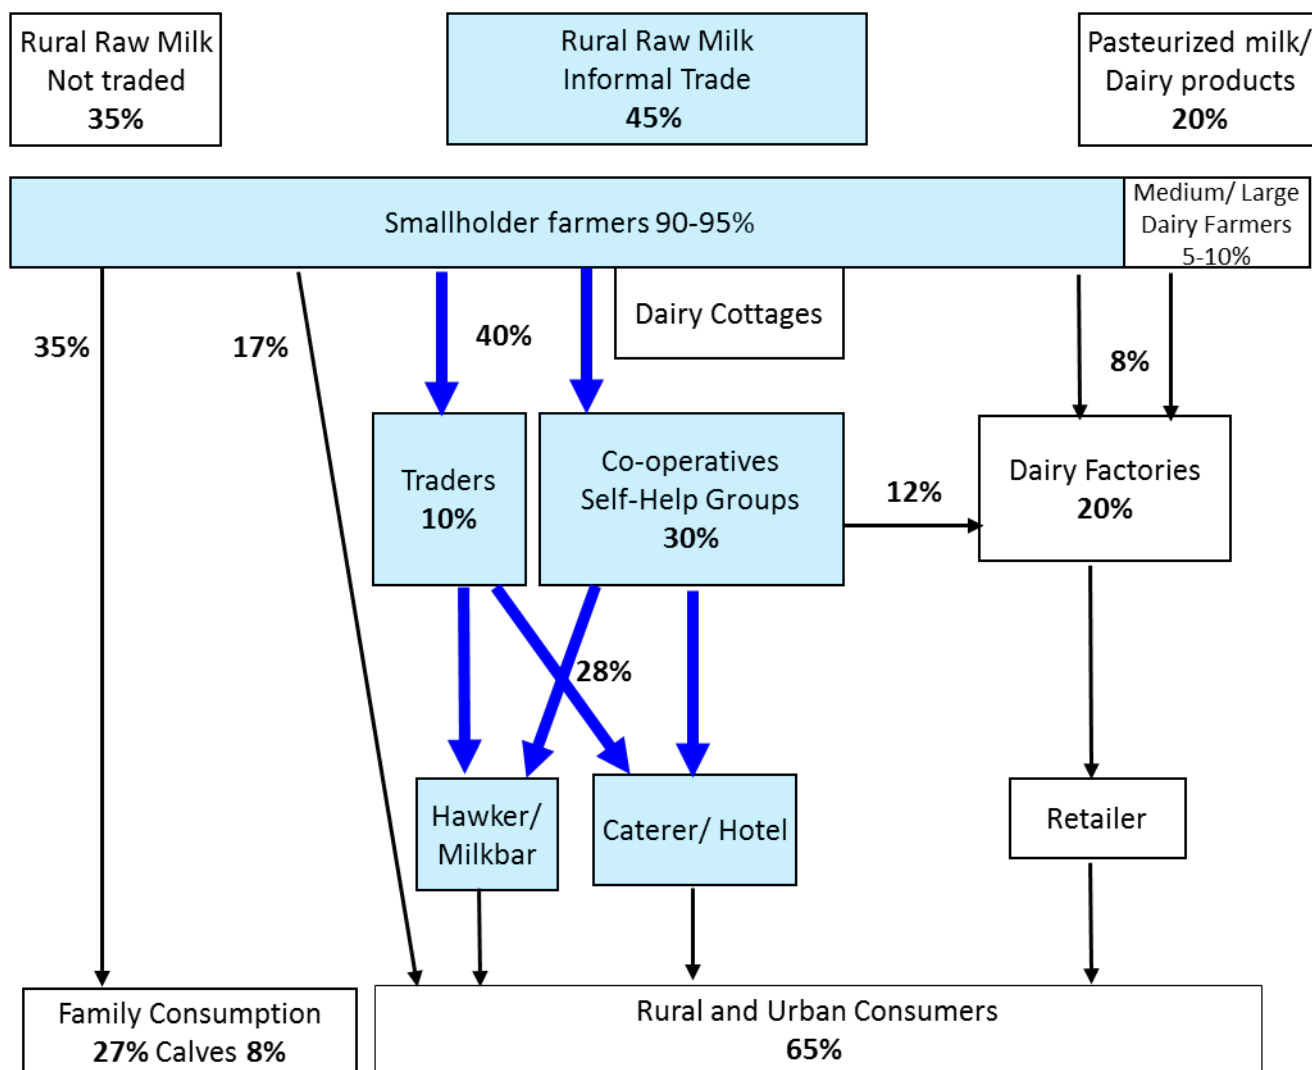 Rural Raw Milk
Not traded
35%
Rural Raw Milk
Informal Trade
45%
Pasteurized milk/
Dairy products
20%
Smallholder farmers 90-95%
Medium/ Large
Dairy Farmers
5-10%
Dairy Cottages
35%
17%
40%
8%
Traders
10%
Co-operatives
Self-Help Groups
30%
12%
Dairy Factories
20%
28%
Hawker/
Milkbar
Caterer/ Hotel
Retailer
Family Consumption
27% Calves 8%
Rural and Urban Consumers
65%